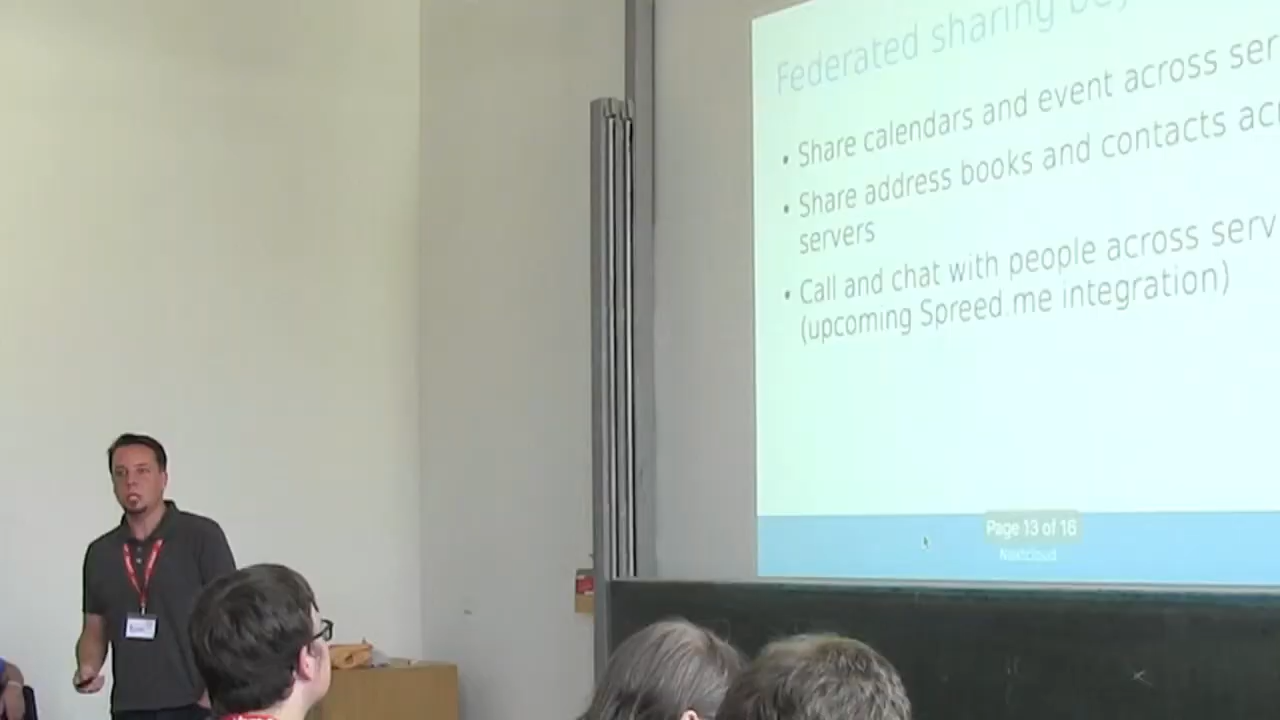 Federated sharing
• Share calendars and event across ser
• Share address books and contacts ac
servers
• Call and chat with people across serv
(upcoming Spreed.me integration)
Page 13 of 16
Nextcloud